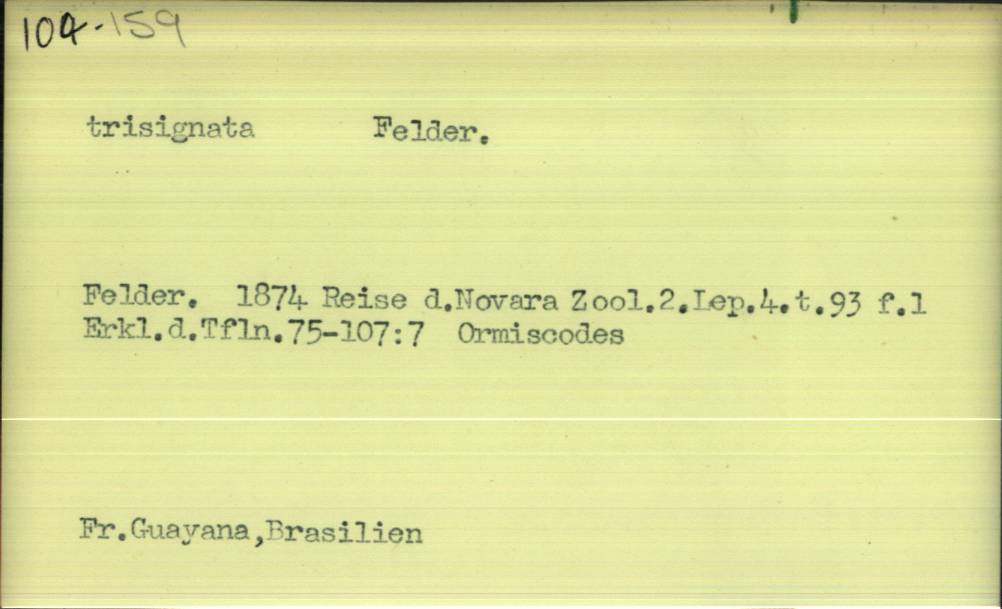 104-159
trisignata Felder.
Felder. 1874 Reise d.Novara Zool.2.Lep.4.t.93 f.1
Erkl.d.Tfln.75-107:7 Ormiscodes
Fr.Guayana,Brasilien